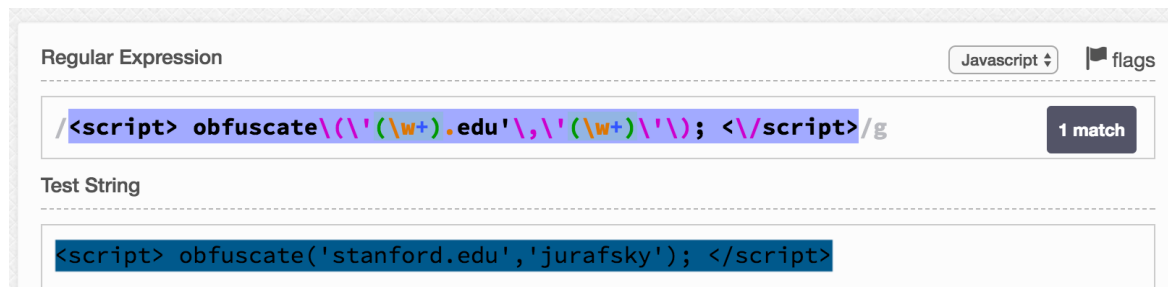 Regular Expression
Javascript flags
/<script> obfuscate\(\'(\w+).edu'\,\'(\w+)\'\); <\/script>/g
1 match
Test String
<script> obfuscate('stanford.edu','jurafsky'); </script>